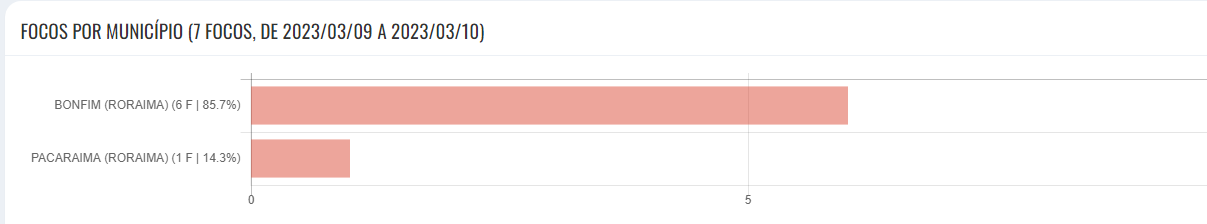 FOCOS POR MUNICÍPIO (7 FOCOS, DE 2023/03/09 A 2023/03/10)
BONFIM (RORAIMA) (6 F | 85.7%)
PACARAIMA (RORAIMA) (1 F | 14.3%)
0 5